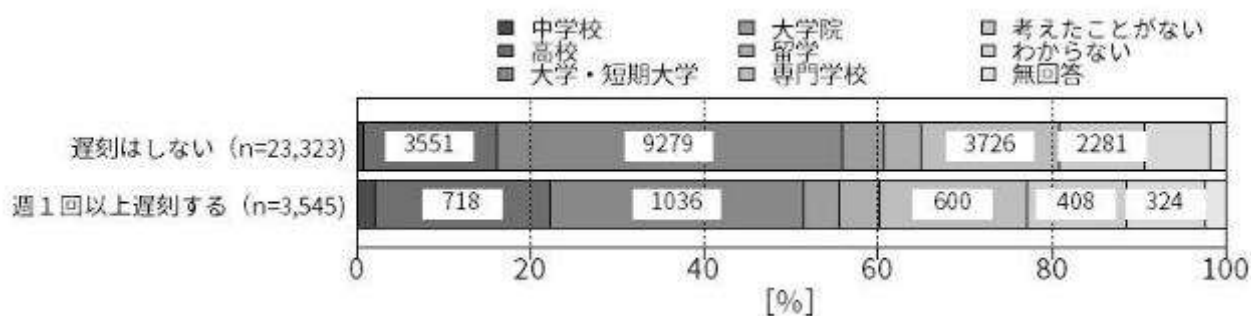 中学校
高校
大学・短期大学
大学院
留学
専門学校
考えたことがない
わからない
無回答
遅刻はしない (n=23,323)
3551 9279 3726 2281
週1回以上遅刻する (n=3,545)
718 1036 600 408 324
0 20 40 60 80 100
[%]